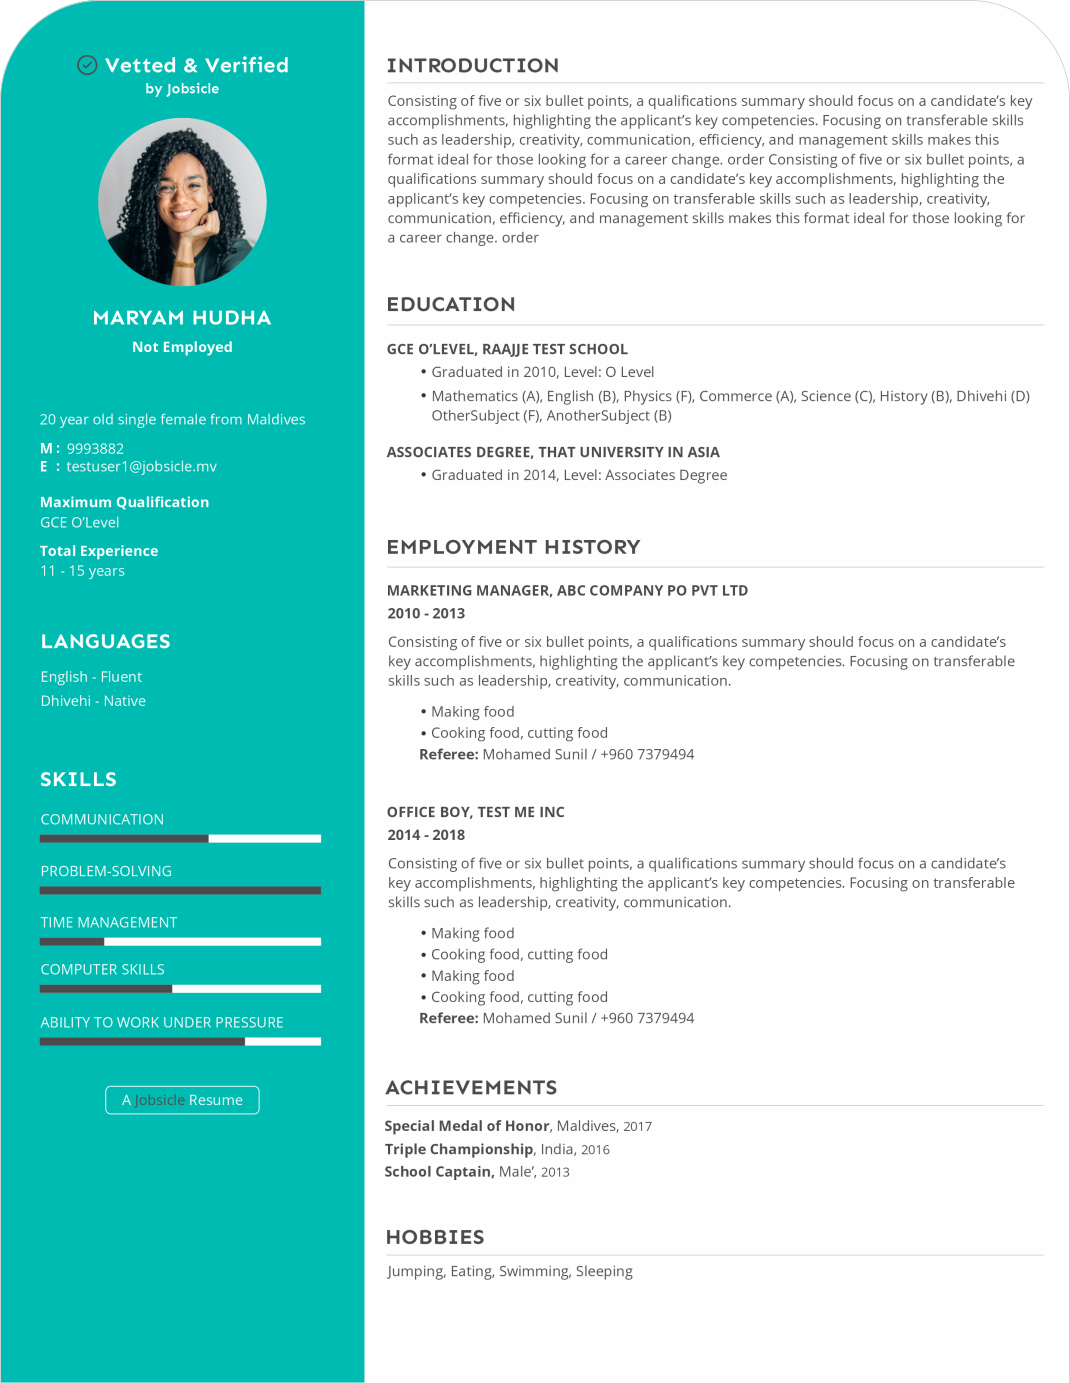 Vetted & Verified
by Jobsicle
MARYAM HUDHA
Not Employed
20 year old single female from Maldives
M : 9993882
E : testuser1@jobsicle.mv
Maximum Qualification
GCE O’Level
Total Experience
11 - 15 years
LANGUAGES
English - Fluent
Dhivehi - Native
SKILLS
COMMUNICATION
PROBLEM-SOLVING
TIME MANAGEMENT
COMPUTER SKILLS
ABILITY TO WORK UNDER PRESSURE
A Jobsicle Resume
INTRODUCTION
Consisting of five or six bullet points, a qualifications summary should focus on a candidate’s key
accomplishments, highlighting the applicant’s key competencies. Focusing on transferable skills
such as leadership, creativity, communication, efficiency, and management skills makes this
format ideal for those looking for a career change. order Consisting of five or six bullet points, a
qualifications summary should focus on a candidate’s key accomplishments, highlighting the
applicant’s key competencies. Focusing on transferable skills such as leadership, creativity,
communication, efficiency, and management skills makes this format ideal for those looking for
a career change. order
EDUCATION
GCE O’LEVEL, RAAJJE TEST SCHOOL
• Graduated in 2010, Level: O Level
• Mathematics (A), English (B), Physics (F), Commerce (A), Science (C), History (B), Dhivehi (D)
OtherSubject (F), AnotherSubject (B)
ASSOCIATES DEGREE, THAT UNIVERSITY IN ASIA
• Graduated in 2014, Level: Associates Degree
EMPLOYMENT HISTORY
MARKETING MANAGER, ABC COMPANY PO PVT LTD
2010 - 2013
Consisting of five or six bullet points, a qualifications summary should focus on a candidate’s
key accomplishments, highlighting the applicant’s key competencies. Focusing on transferable
skills such as leadership, creativity, communication.
• Making food
• Cooking food, cutting food
Referee: Mohamed Sunil / +960 7379494
OFFICE BOY, TEST ME INC
2014 - 2018
Consisting of five or six bullet points, a qualifications summary should focus on a candidate’s
key accomplishments, highlighting the applicant’s key competencies. Focusing on transferable
skills such as leadership, creativity, communication.
• Making food
• Cooking food, cutting food
• Making food
• Cooking food, cutting food
Referee: Mohamed Sunil / +960 7379494
ACHIEVEMENTS
Special Medal of Honor, Maldives, 2017
Triple Championship, India, 2016
School Captain, Male’, 2013
HOBBIES
Jumping, Eating, Swimming, Sleeping